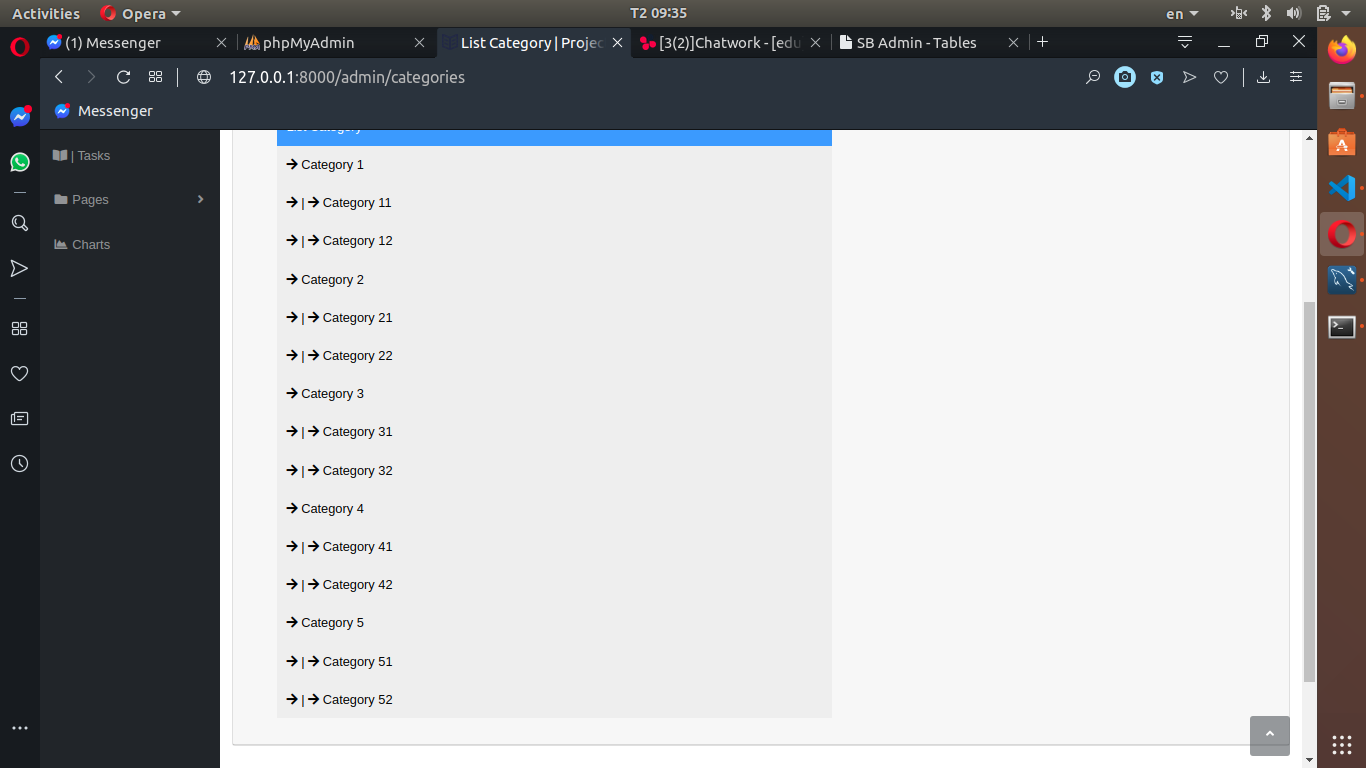 Activities Opera T2 09:35 en
(1) Messenger phpMyAdmin List Category | Projec [3(2)]Chatwork - [edu SB Admin - Tables
127.0.0.1:8000/admin/categories
Messenger
| Tasks
Pages
Charts
List Category
Category 1
| Category 11
| Category 12
Category 2
| Category 21
| Category 22
Category 3
| Category 31
| Category 32
Category 4
| Category 41
| Category 42
Category 5
| Category 51
| Category 52